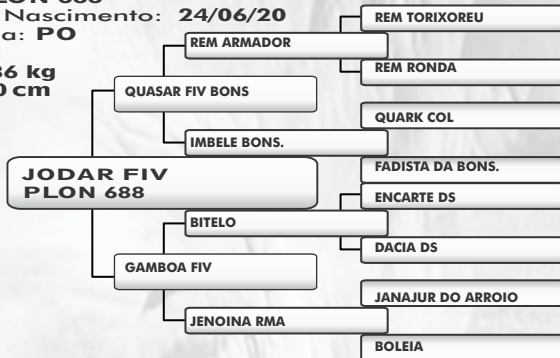 PLON 688
Nascimento: 24/06/20
a: PO
36 kg
0 cm
REM TORIXOREU
REM ARMADOR
REM RONDA
QUASAR FIV BONS
QUARK COL
IMBELE BONS.
FADISTA DA BONS.
JODAR FIV
PLON 688
ENCARTE DS
BITELO
DACIA DS
GAMBOA FIV
JANAJUR DO ARROIO
JENOINA RMA
BOLEIA